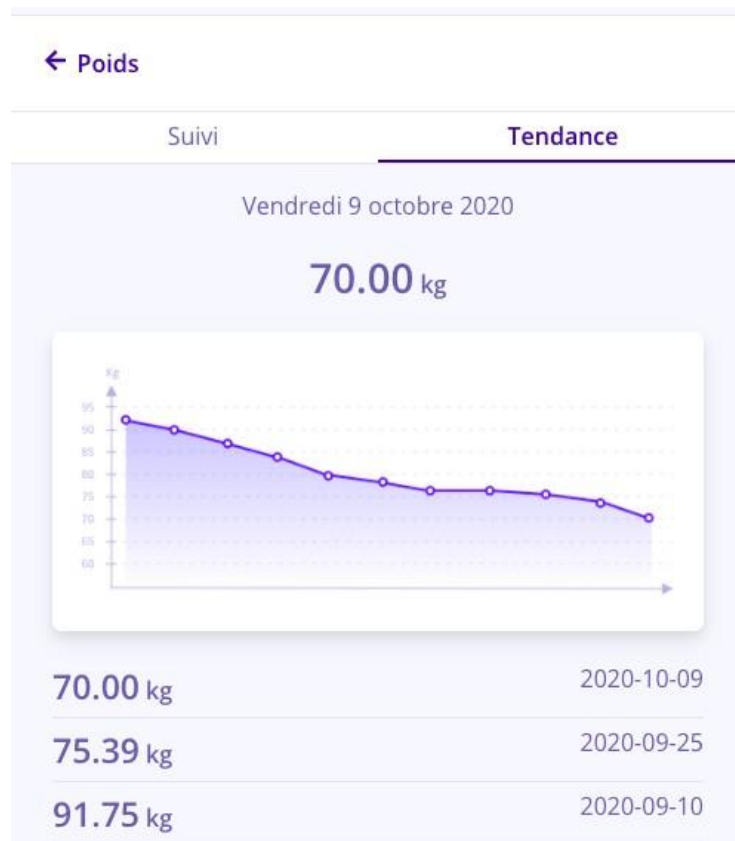 ← Poids
Suivi Tendance
Vendredi 9 octobre 2020
70.00 kg
Kg
95
90
85
80
75
70
65
60
70.00 kg 2020-10-09
75.39 kg 2020-09-25
91.75 kg 2020-09-10